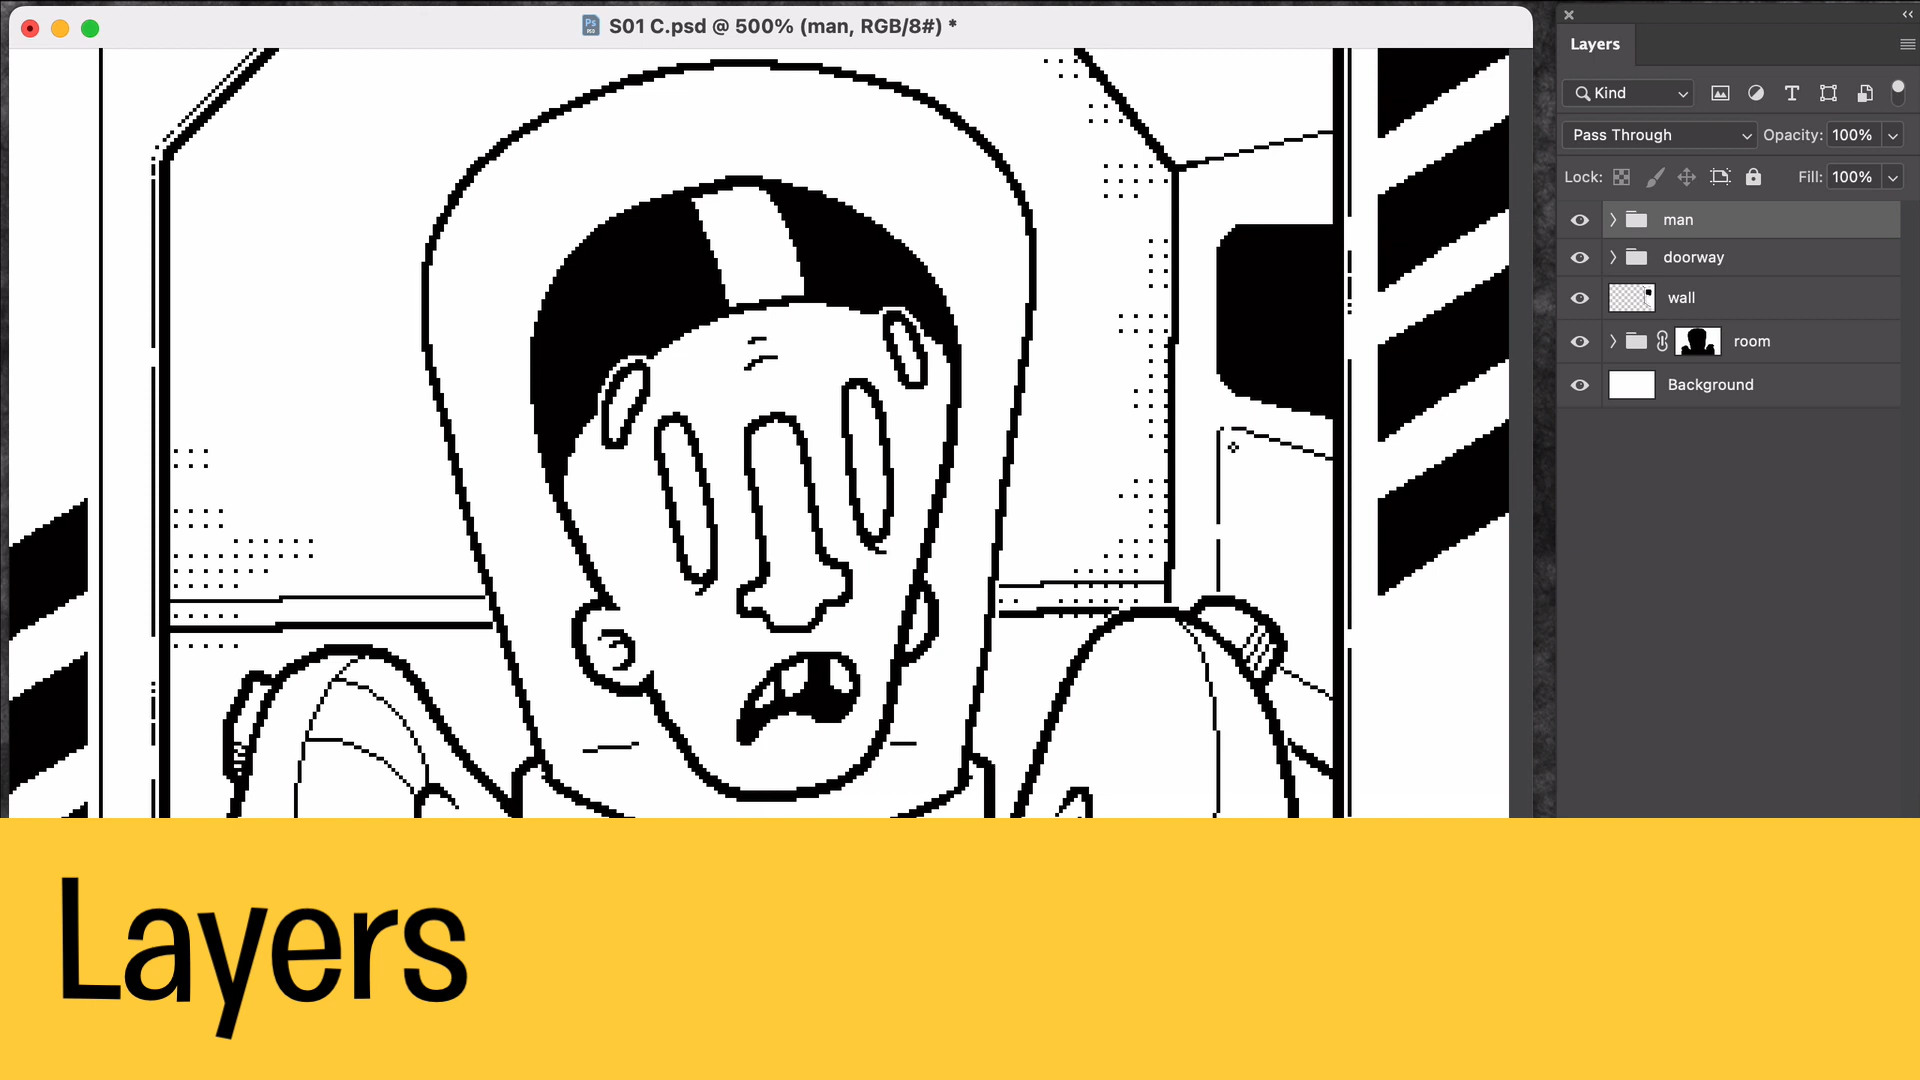 S01 C.psd @ 500% (man, RGB/8#) *
Layers
Kind
Pass Through
Opacity: 100%
Lock:
Fill: 100%
man
doorway
wall
room
Background
Layers